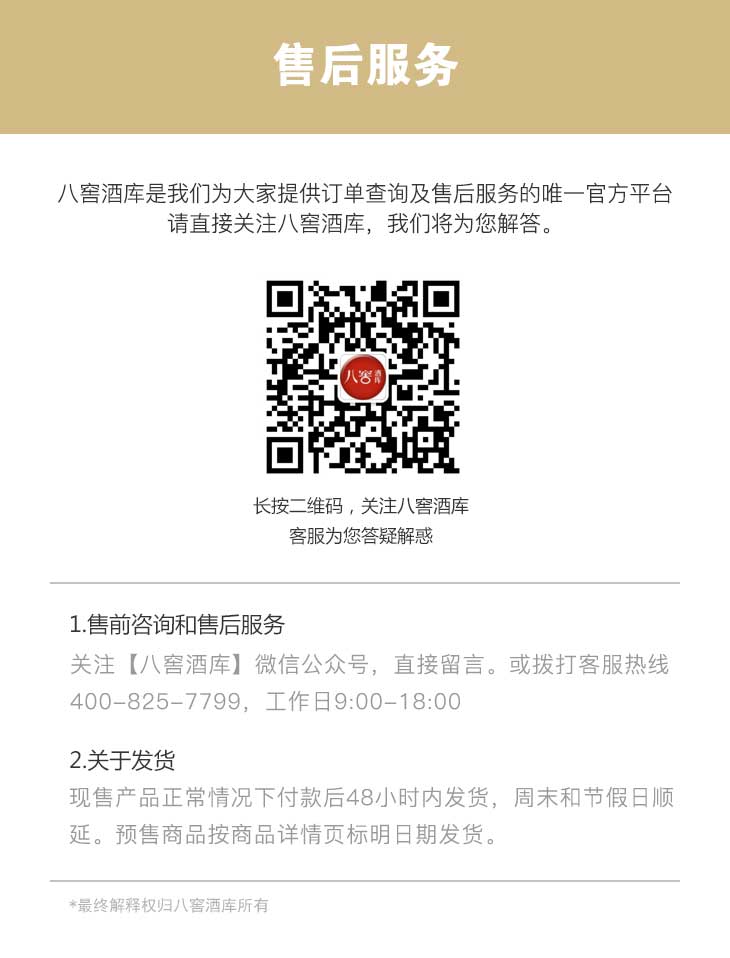 售后服务
八窖酒库是我们为大家提供订单查询及售后服务的唯一官方平台
请直接关注八窖酒库，我们将为您解答。
八窖酒库
长按二维码，关注八窖酒库
客服为您答疑解惑
1.售前咨询和售后服务
关注【八窖酒库】微信公众号，直接留言。或拨打客服热线
400-825-7799，工作日9:00-18:00
2.关于发货
现售产品正常情况下付款后48小时内发货，周末和节假日顺
延。预售商品按商品详情页标明日期发货。
*最终解释权归八窖酒库所有